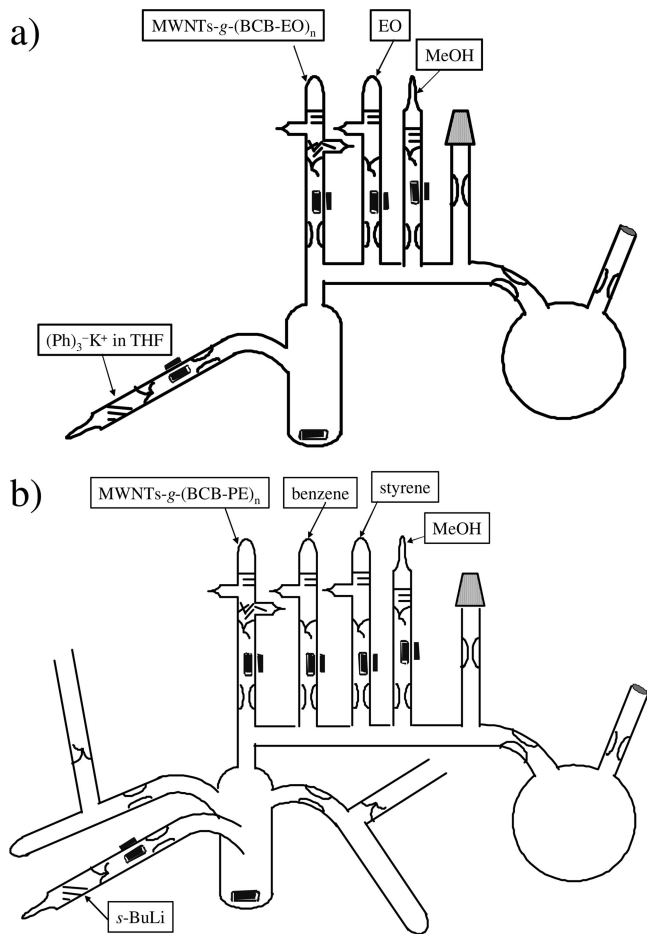 a)
MWNTs-g-(BCB-EO)n
EO
MeOH
(Ph)3⁻K⁺ in THF
b)
MWNTs-g-(BCB-PE)n
benzene
styrene
MeOH
s-BuLi